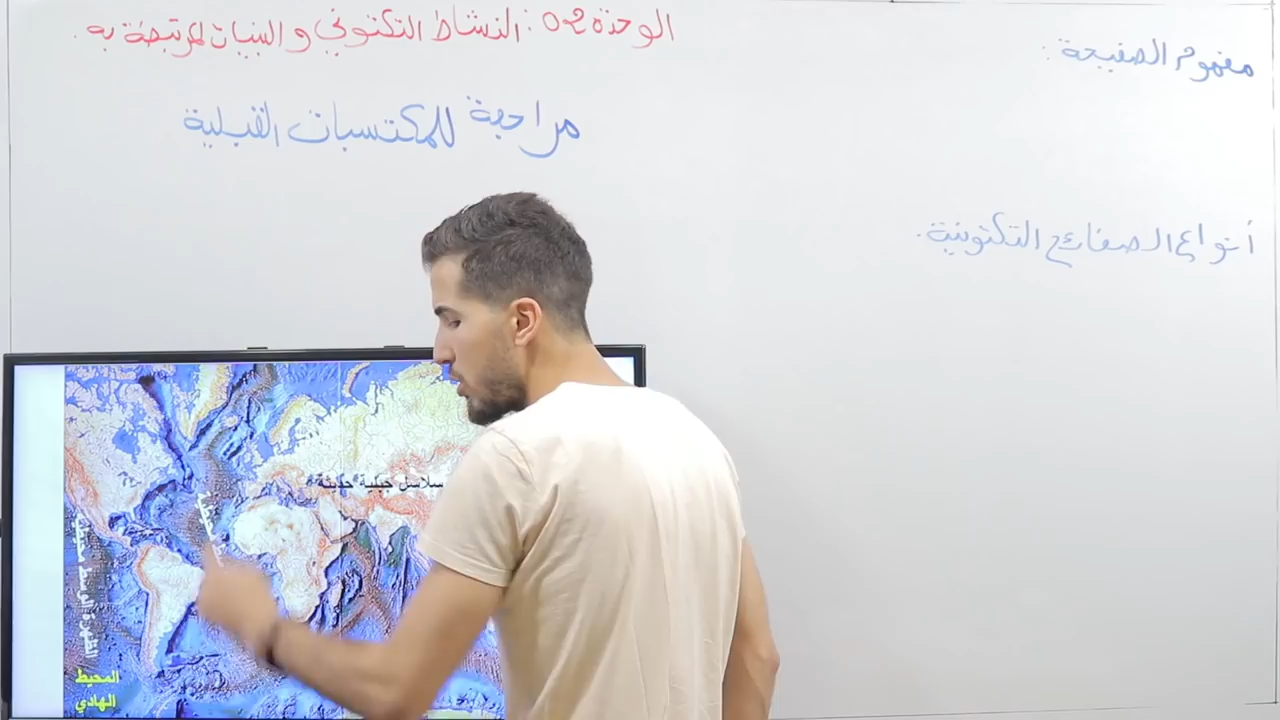 الوحدة 02: النشاط التكتوني و البنيات المرتبطة به.
مراجعة للمكتسبات القبلية
مفهوم الصفيحة:
أنواع الصفائح التكتونية.
سلاسل جبلية حديثة
المحيط
الهادي